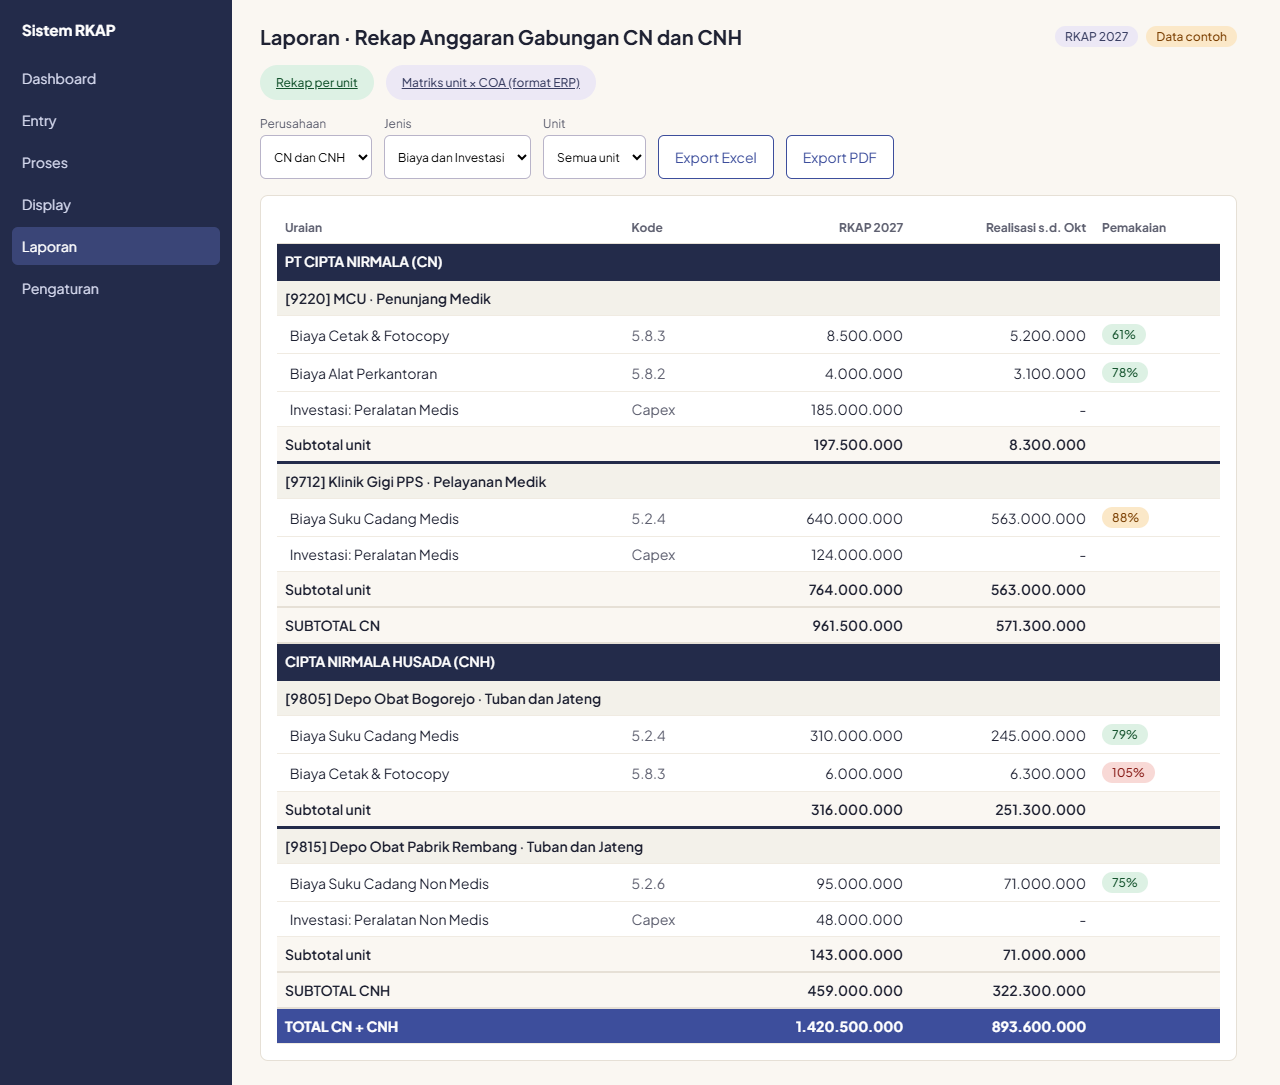 Sistem RKAP
Dashboard
Entry
Proses
Display
Laporan
Pengaturan
Laporan · Rekap Anggaran Gabungan CN dan CNH
RKAP 2027 Data contoh
Rekap per unit Matriks unit × COA (format ERP)
Perusahaan Jenis Unit
CN dan CNH Biaya dan Investasi Semua unit Export Excel Export PDF
Uraian Kode RKAP 2027 Realisasi s.d. Okt Pemakaian
PT CIPTA NIRMALA (CN)
[9220] MCU · Penunjang Medik
Biaya Cetak & Fotocopy 5.8.3 8.500.000 5.200.000 61%
Biaya Alat Perkantoran 5.8.2 4.000.000 3.100.000 78%
Investasi: Peralatan Medis Capex 185.000.000 -
Subtotal unit 197.500.000 8.300.000
[9712] Klinik Gigi PPS · Pelayanan Medik
Biaya Suku Cadang Medis 5.2.4 640.000.000 563.000.000 88%
Investasi: Peralatan Medis Capex 124.000.000 -
Subtotal unit 764.000.000 563.000.000
SUBTOTAL CN 961.500.000 571.300.000
CIPTA NIRMALA HUSADA (CNH)
[9805] Depo Obat Bogorejo · Tuban dan Jateng
Biaya Suku Cadang Medis 5.2.4 310.000.000 245.000.000 79%
Biaya Cetak & Fotocopy 5.8.3 6.000.000 6.300.000 105%
Subtotal unit 316.000.000 251.300.000
[9815] Depo Obat Pabrik Rembang · Tuban dan Jateng
Biaya Suku Cadang Non Medis 5.2.6 95.000.000 71.000.000 75%
Investasi: Peralatan Non Medis Capex 48.000.000 -
Subtotal unit 143.000.000 71.000.000
SUBTOTAL CNH 459.000.000 322.300.000
TOTAL CN + CNH 1.420.500.000 893.600.000